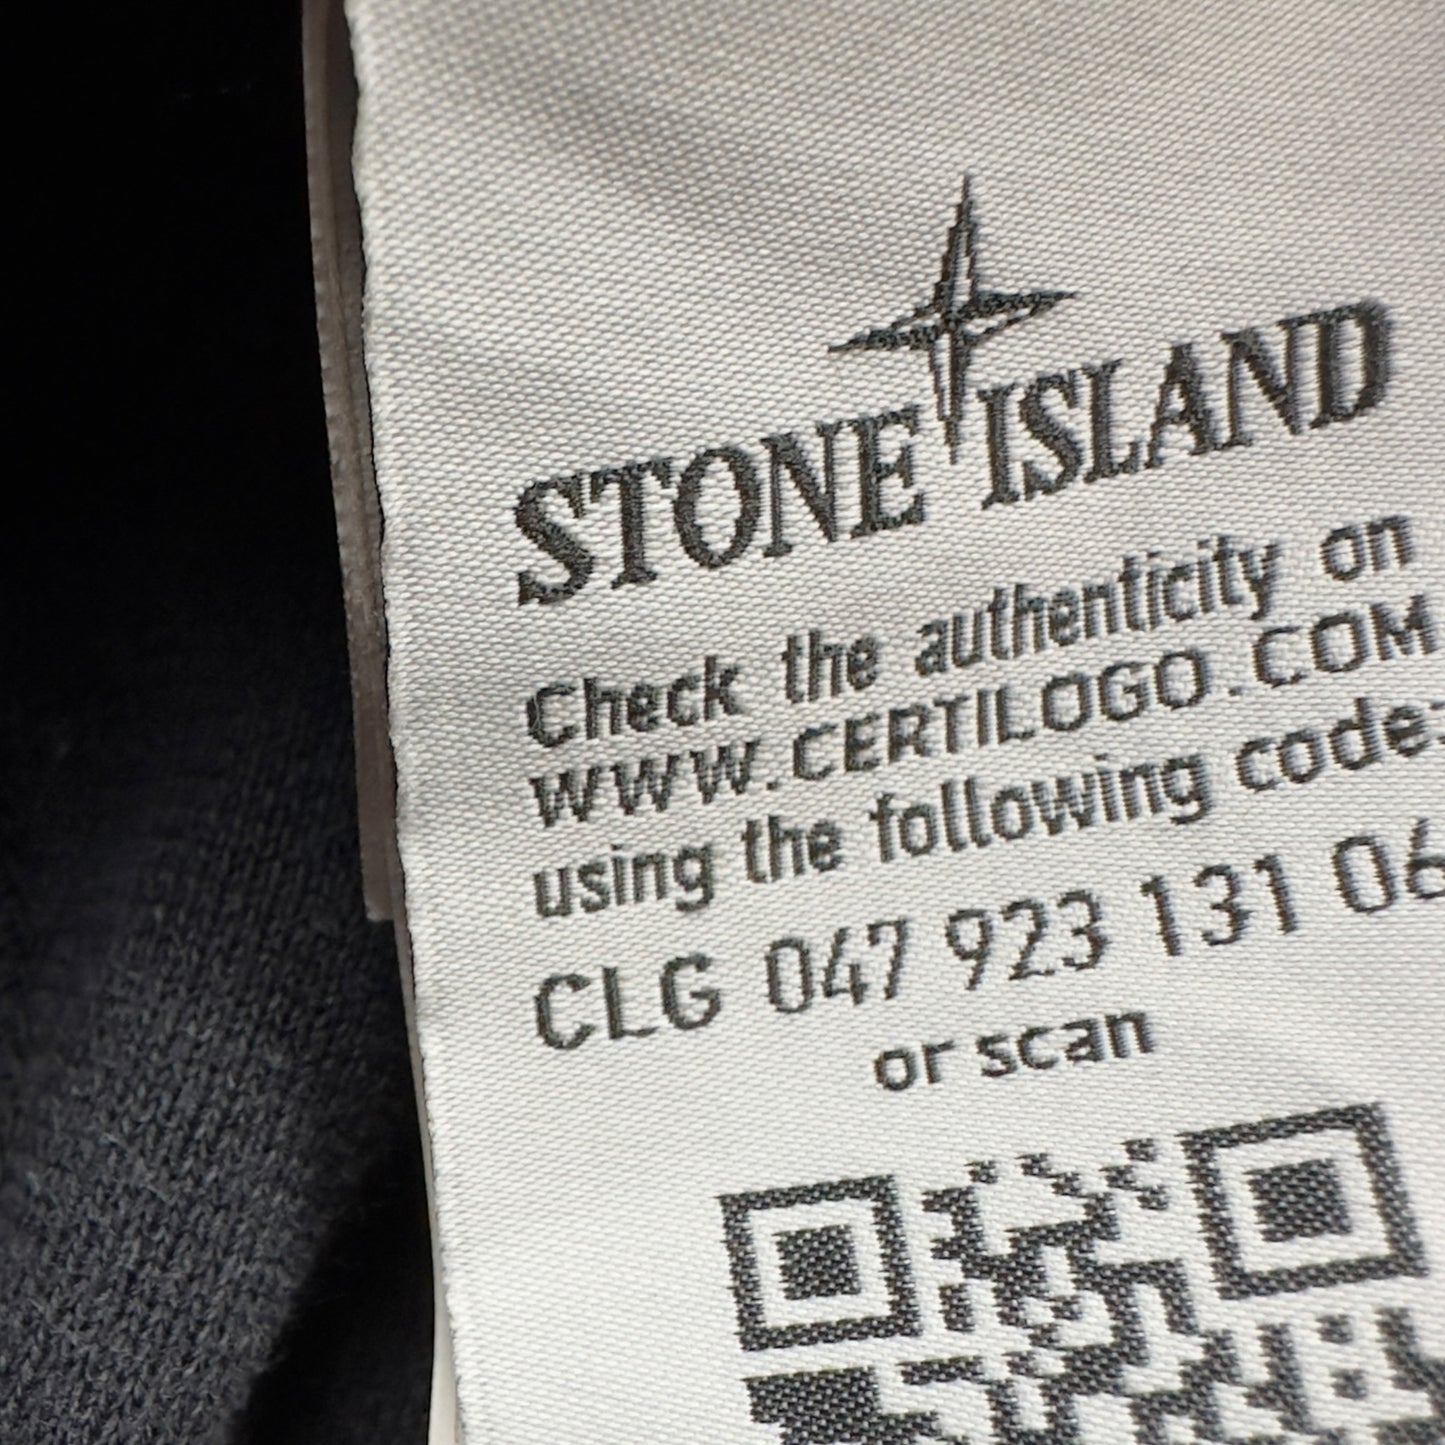 STONE ISLAND
Check the authenticity on
WWW.CERTILOGO.COM
using the following code:
CLG 047 923 131 06
or scan